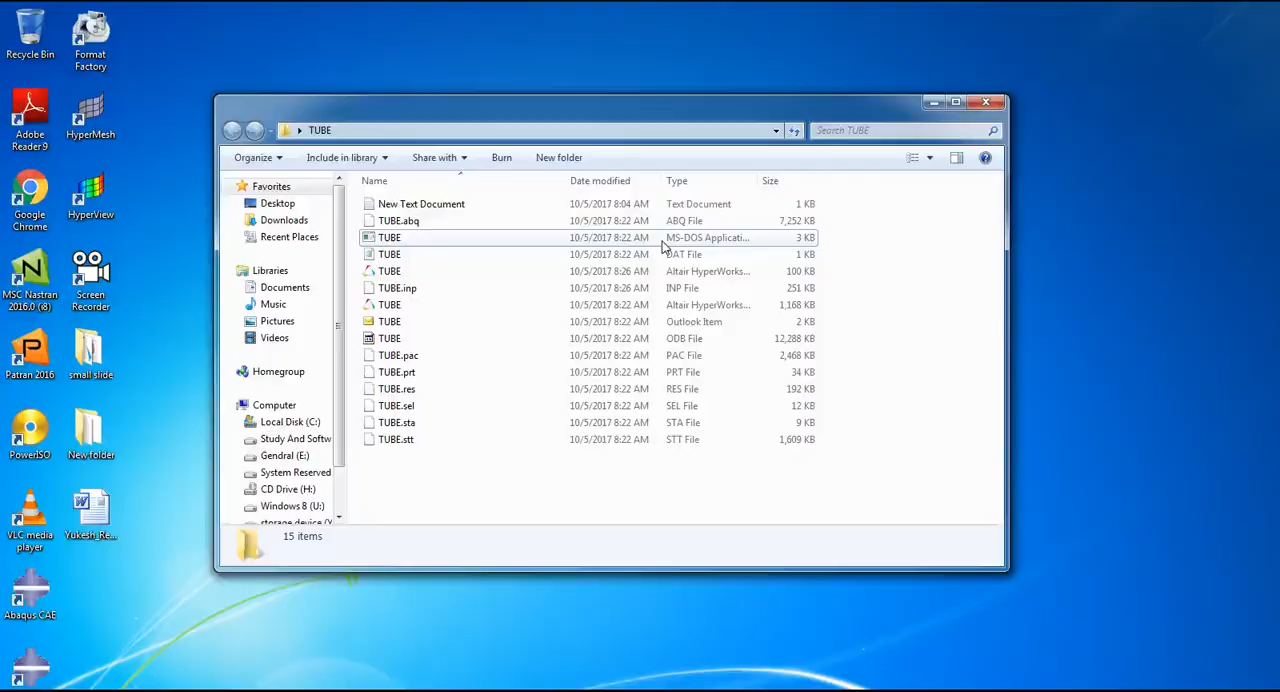 Recycle Bin
Format
Factory
Adobe
Reader 9
HyperMesh
Google
Chrome
HyperView
MSC Nastran
2016.0 (i8)
Screen
Recorder
Patran 2016
small slide
PowerISO
New folder
VLC media
player
Yukesh_Re...
Abaqus CAE
TUBE
Search TUBE
Organize
Include in library
Share with
Burn
New folder
Favorites
Desktop
Downloads
Recent Places
Libraries
Documents
Music
Pictures
Videos
Homegroup
Computer
Local Disk (C:)
Study And Softw
Gendral (E:)
System Reserved
CD Drive (H:)
Windows 8 (U:)
storage device (Y
Name Date modified Type Size
New Text Document 10/5/2017 8:04 AM Text Document 1 KB
TUBE.abq 10/5/2017 8:22 AM ABQ File 7,252 KB
TUBE 10/5/2017 8:22 AM MS-DOS Applicati... 3 KB
TUBE 10/5/2017 8:22 AM DAT File 1 KB
TUBE 10/5/2017 8:26 AM Altair HyperWorks... 100 KB
TUBE.inp 10/5/2017 8:26 AM INP File 251 KB
TUBE 10/5/2017 8:22 AM Altair HyperWorks... 1,168 KB
TUBE 10/5/2017 8:22 AM Outlook Item 2 KB
TUBE 10/5/2017 8:22 AM ODB File 12,288 KB
TUBE.pac 10/5/2017 8:22 AM PAC File 2,468 KB
TUBE.prt 10/5/2017 8:22 AM PRT File 34 KB
TUBE.res 10/5/2017 8:22 AM RES File 192 KB
TUBE.sel 10/5/2017 8:22 AM SEL File 12 KB
TUBE.sta 10/5/2017 8:22 AM STA File 9 KB
TUBE.stt 10/5/2017 8:22 AM STT File 1,609 KB
15 items